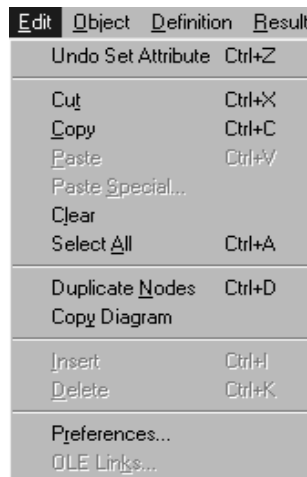 Edit Object Definition Result
Undo Set Attribute Ctrl+Z
Cut Ctrl+X
Copy Ctrl+C
Paste Ctrl+V
Paste Special...
Clear
Select All Ctrl+A
Duplicate Nodes Ctrl+D
Copy Diagram
Insert Ctrl+I
Delete Ctrl+K
Preferences...
OLE Links...